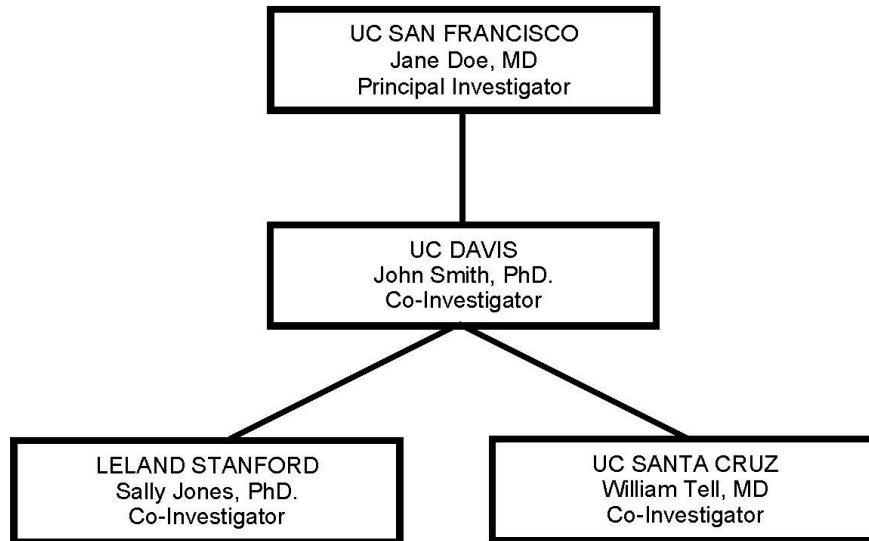 UC SAN FRANCISCO
Jane Doe, MD
Principal Investigator
UC DAVIS
John Smith, PhD.
Co-Investigator
LELAND STANFORD
Sally Jones, PhD.
Co-Investigator
UC SANTA CRUZ
William Tell, MD
Co-Investigator